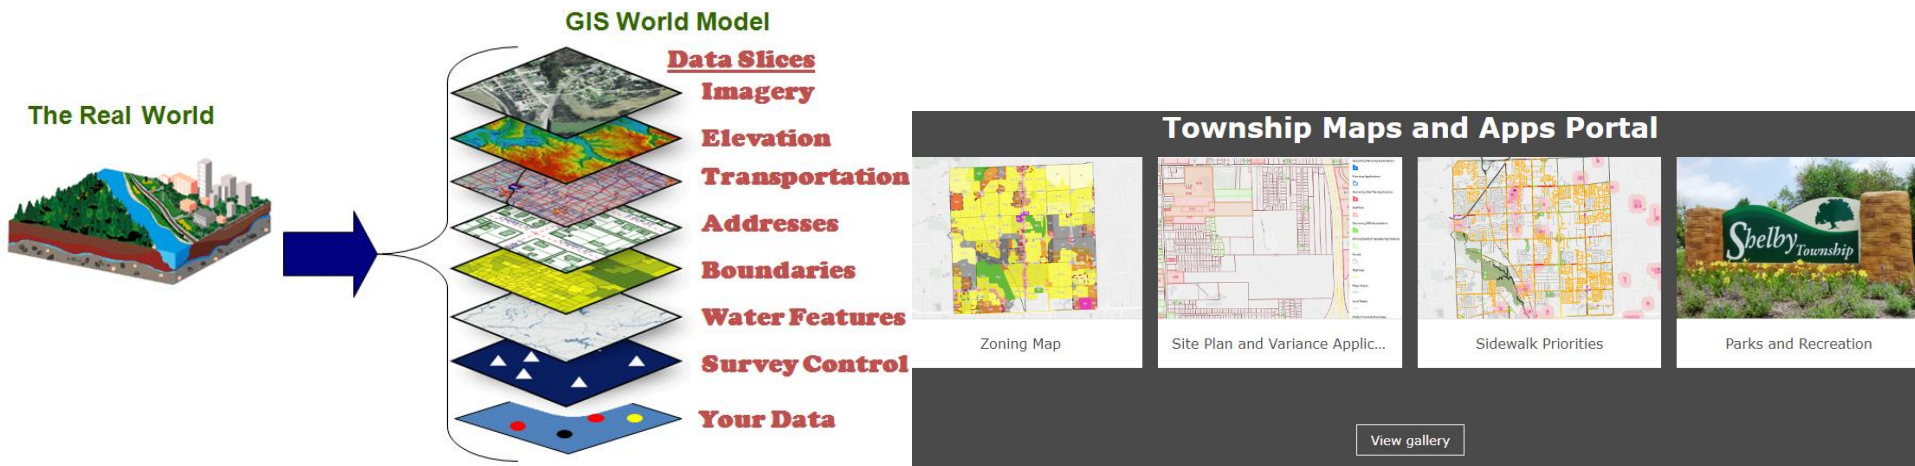 GIS World Model
The Real World
Data Slices
Imagery
Elevation
Transportation
Addresses
Boundaries
Water Features
Survey Control
Your Data
Township Maps and Apps Portal
Shelby
Township
Zoning Map
Site Plan and Variance Applic...
Sidewalk Priorities
Parks and Recreation
View gallery